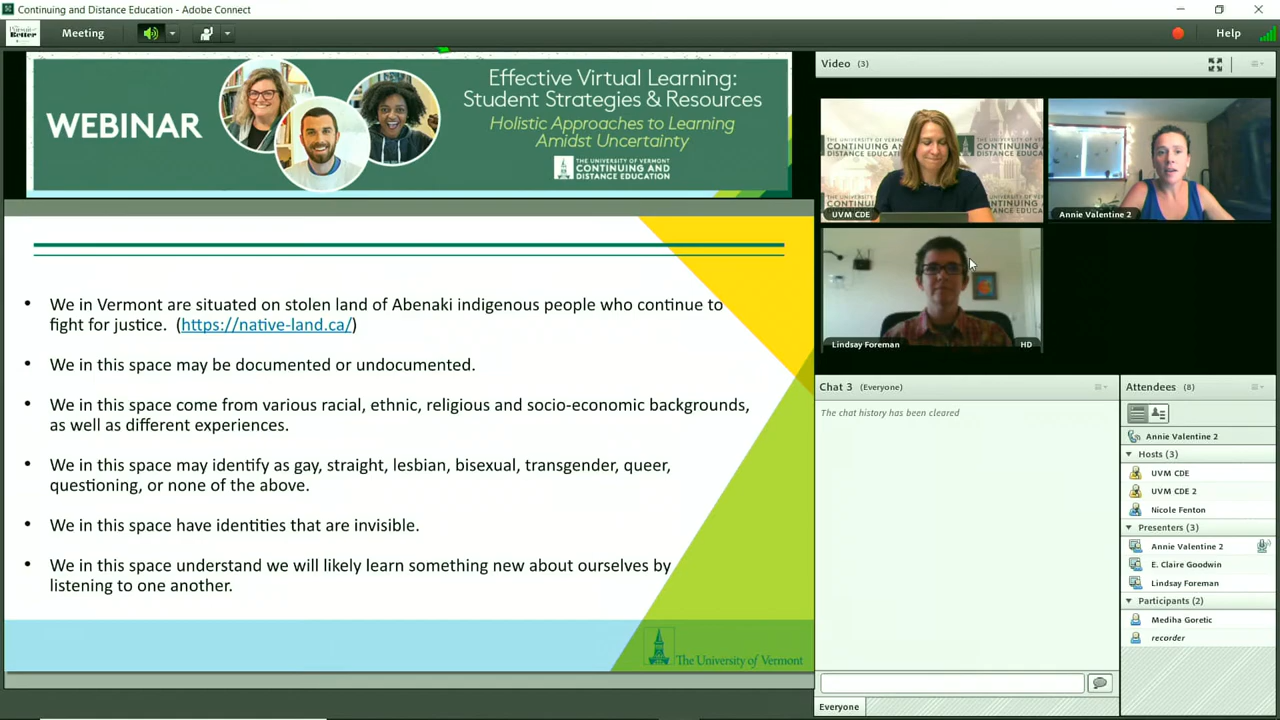 Continuing and Distance Education - Adobe Connect
Meeting
Help
WEBINAR
Effective Virtual Learning:
Student Strategies & Resources
Holistic Approaches to Learning
Amidst Uncertainty
THE UNIVERSITY OF VERMONT
CONTINUING AND
DISTANCE EDUCATION
• We in Vermont are situated on stolen land of Abenaki indigenous people who continue to
fight for justice. (https://native-land.ca/)
• We in this space may be documented or undocumented.
• We in this space come from various racial, ethnic, religious and socio-economic backgrounds,
as well as different experiences.
• We in this space may identify as gay, straight, lesbian, bisexual, transgender, queer,
questioning, or none of the above.
• We in this space have identities that are invisible.
• We in this space understand we will likely learn something new about ourselves by
listening to one another.
The University of Vermont
Video (3)
UVM CDE
Annie Valentine 2
Lindsay Foreman
HD
Chat 3 (Everyone)
The chat history has been cleared
Everyone
Attendees (8)
Annie Valentine 2
Hosts (3)
UVM CDE
UVM CDE 2
Nicole Fenton
Presenters (3)
Annie Valentine 2
E. Claire Goodwin
Lindsay Foreman
Participants (2)
Mediha Goretic
recorder